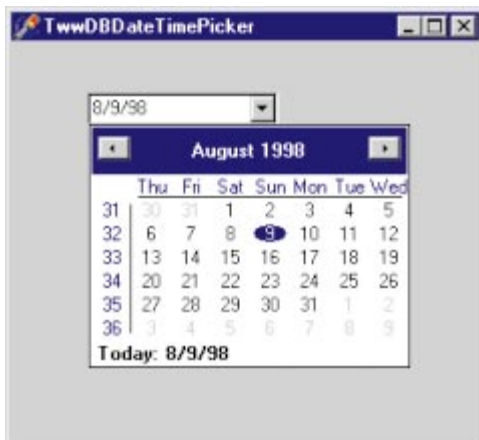 TwwDBDateTimePicker
8/9/98
August 1998
Thu Fri Sat Sun Mon Tue Wed
31 30 31 1 2 3 4 5
32 6 7 8 9 10 11 12
33 13 14 15 16 17 18 19
34 20 21 22 23 24 25 26
35 27 28 29 30 31 1 2
36 3 4 5 6 7 8 9
Today: 8/9/98